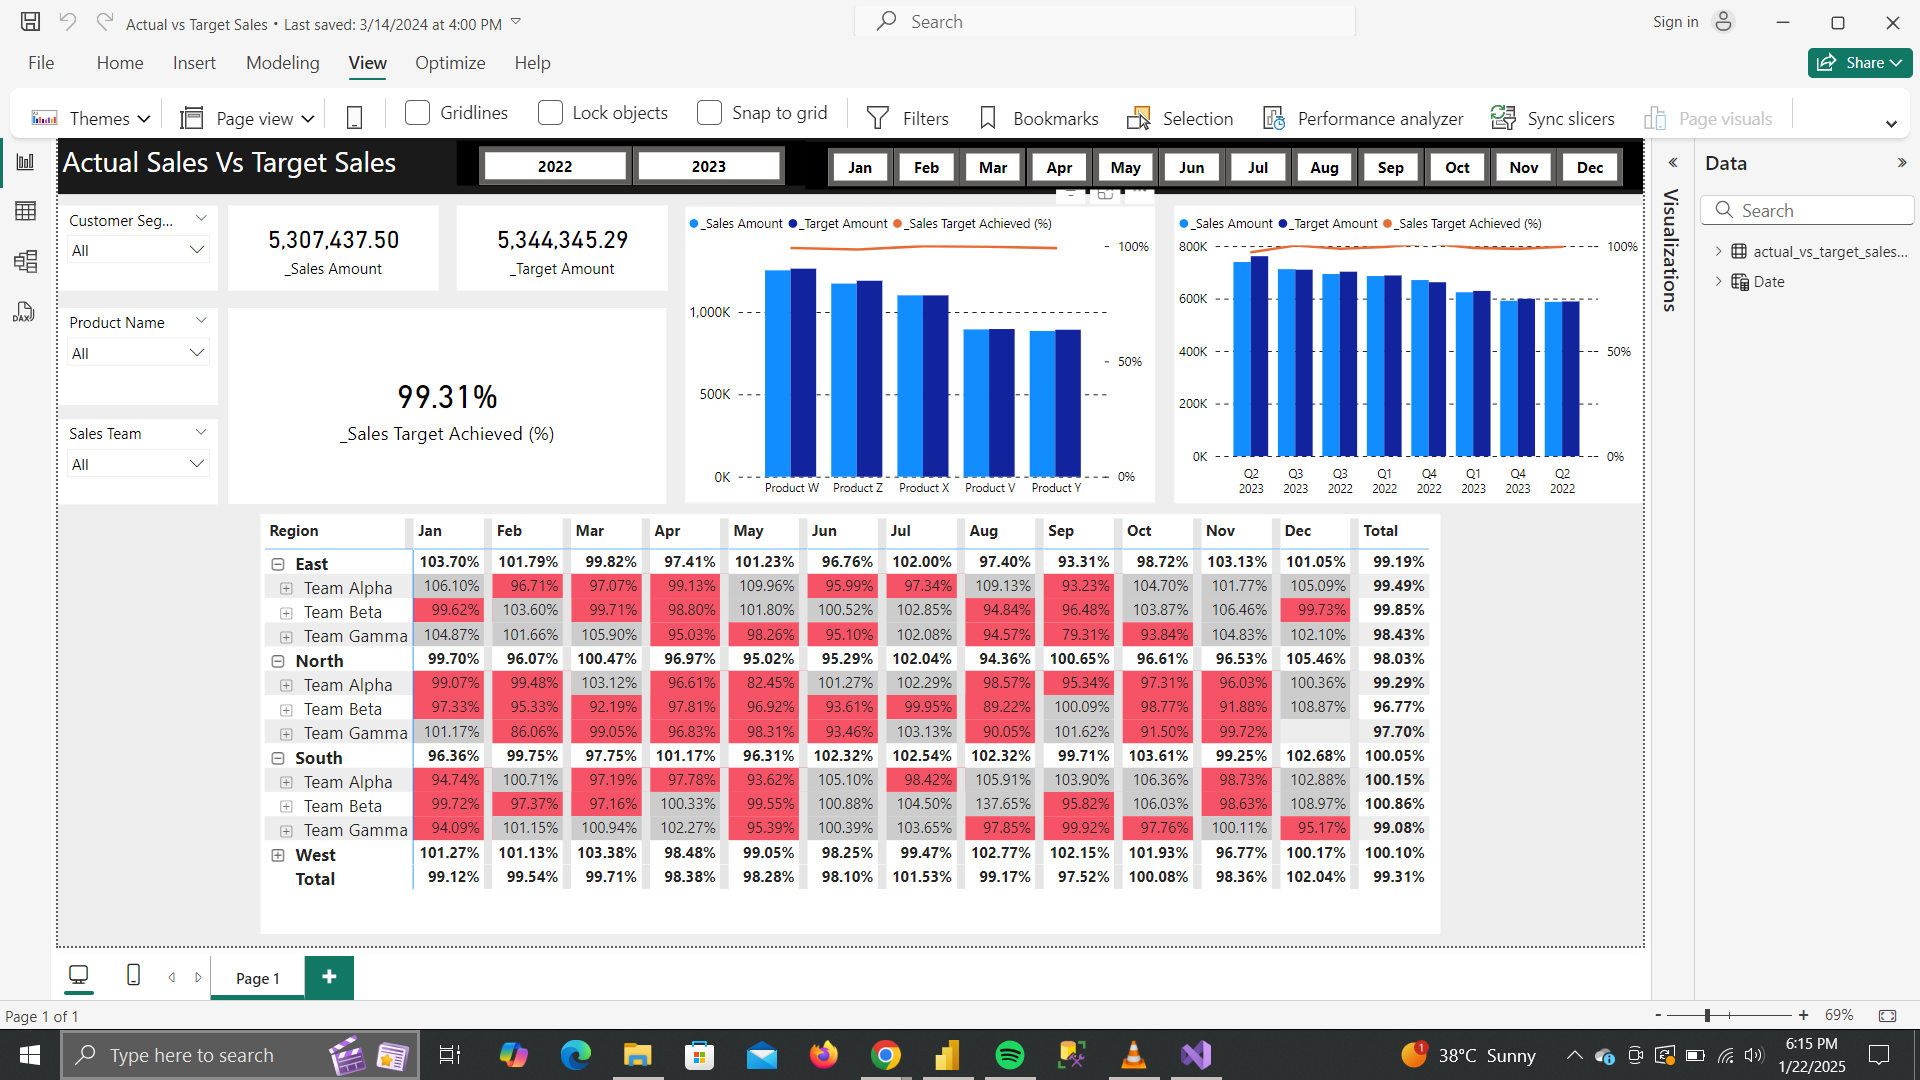 Actual vs Target Sales • Last saved: 3/14/2024 at 4:00 PM
Search
Sign in
File Home Insert Modeling View Optimize Help
Share
Themes Page view Gridlines Lock objects Snap to grid Filters Bookmarks Selection Performance analyzer Sync slicers Page visuals
Actual Sales Vs Target Sales
2022 2023
Jan Feb Mar Apr May Jun Jul Aug Sep Oct Nov Dec
Customer Seg...
All
Product Name
All
Sales Team
All
5,307,437.50
_Sales Amount
5,344,345.29
_Target Amount
99.31%
_Sales Target Achieved (%)
_Sales Amount _Target Amount _Sales Target Achieved (%)
100%
1,000K
50%
500K
0K 0%
Product W Product Z Product X Product V Product Y
_Sales Amount _Target Amount _Sales Target Achieved (%)
800K 100%
600K
400K 50%
200K
0K 0%
Q2 Q3 Q3 Q1 Q4 Q1 Q4 Q2
2023 2023 2022 2022 2022 2023 2023 2022
Region Jan Feb Mar Apr May Jun Jul Aug Sep Oct Nov Dec Total
East 103.70% 101.79% 99.82% 97.41% 101.23% 96.76% 102.00% 97.40% 93.31% 98.72% 103.13% 101.05% 99.19%
Team Alpha 106.10% 96.71% 97.07% 99.13% 109.96% 95.99% 97.34% 109.13% 93.23% 104.70% 101.77% 105.09% 99.49%
Team Beta 99.62% 103.60% 99.71% 98.80% 101.80% 100.52% 102.85% 94.84% 96.48% 103.87% 106.46% 99.73% 99.85%
Team Gamma 104.87% 101.66% 105.90% 95.03% 98.26% 95.10% 102.08% 94.57% 79.31% 93.84% 104.83% 102.10% 98.43%
North 99.70% 96.07% 100.47% 96.97% 95.02% 95.29% 102.04% 94.36% 100.65% 96.61% 96.53% 105.46% 98.03%
Team Alpha 99.07% 99.48% 103.12% 96.61% 82.45% 101.27% 102.29% 98.57% 95.34% 97.31% 96.03% 100.36% 99.29%
Team Beta 97.33% 95.33% 92.19% 97.81% 96.92% 93.61% 99.95% 89.22% 100.09% 98.77% 91.88% 108.87% 96.77%
Team Gamma 101.17% 86.06% 99.05% 96.83% 98.31% 93.46% 103.13% 90.05% 101.62% 91.50% 99.72% 97.70%
South 96.36% 99.75% 97.75% 101.17% 96.31% 102.32% 102.54% 102.32% 99.71% 103.61% 99.25% 102.68% 100.05%
Team Alpha 94.74% 100.71% 97.19% 97.78% 93.62% 105.10% 98.42% 105.91% 103.90% 106.36% 98.73% 102.88% 100.15%
Team Beta 99.72% 97.37% 97.16% 100.33% 99.55% 100.88% 104.50% 137.65% 95.82% 106.03% 98.63% 108.97% 100.86%
Team Gamma 94.09% 101.15% 100.94% 102.27% 95.39% 100.39% 103.65% 97.85% 99.92% 97.76% 100.11% 95.17% 99.08%
West 101.27% 101.13% 103.38% 98.48% 99.05% 98.25% 99.47% 102.77% 102.15% 101.93% 96.77% 100.17% 100.10%
Total 99.12% 99.54% 99.71% 98.38% 98.28% 98.10% 101.53% 99.17% 97.52% 100.08% 98.36% 102.04% 99.31%
Visualizations
Data
Search
actual_vs_target_sales...
Date
DAX
Page 1
Page 1 of 1
69%
Type here to search
1
38°C Sunny
6:15 PM
1/22/2025